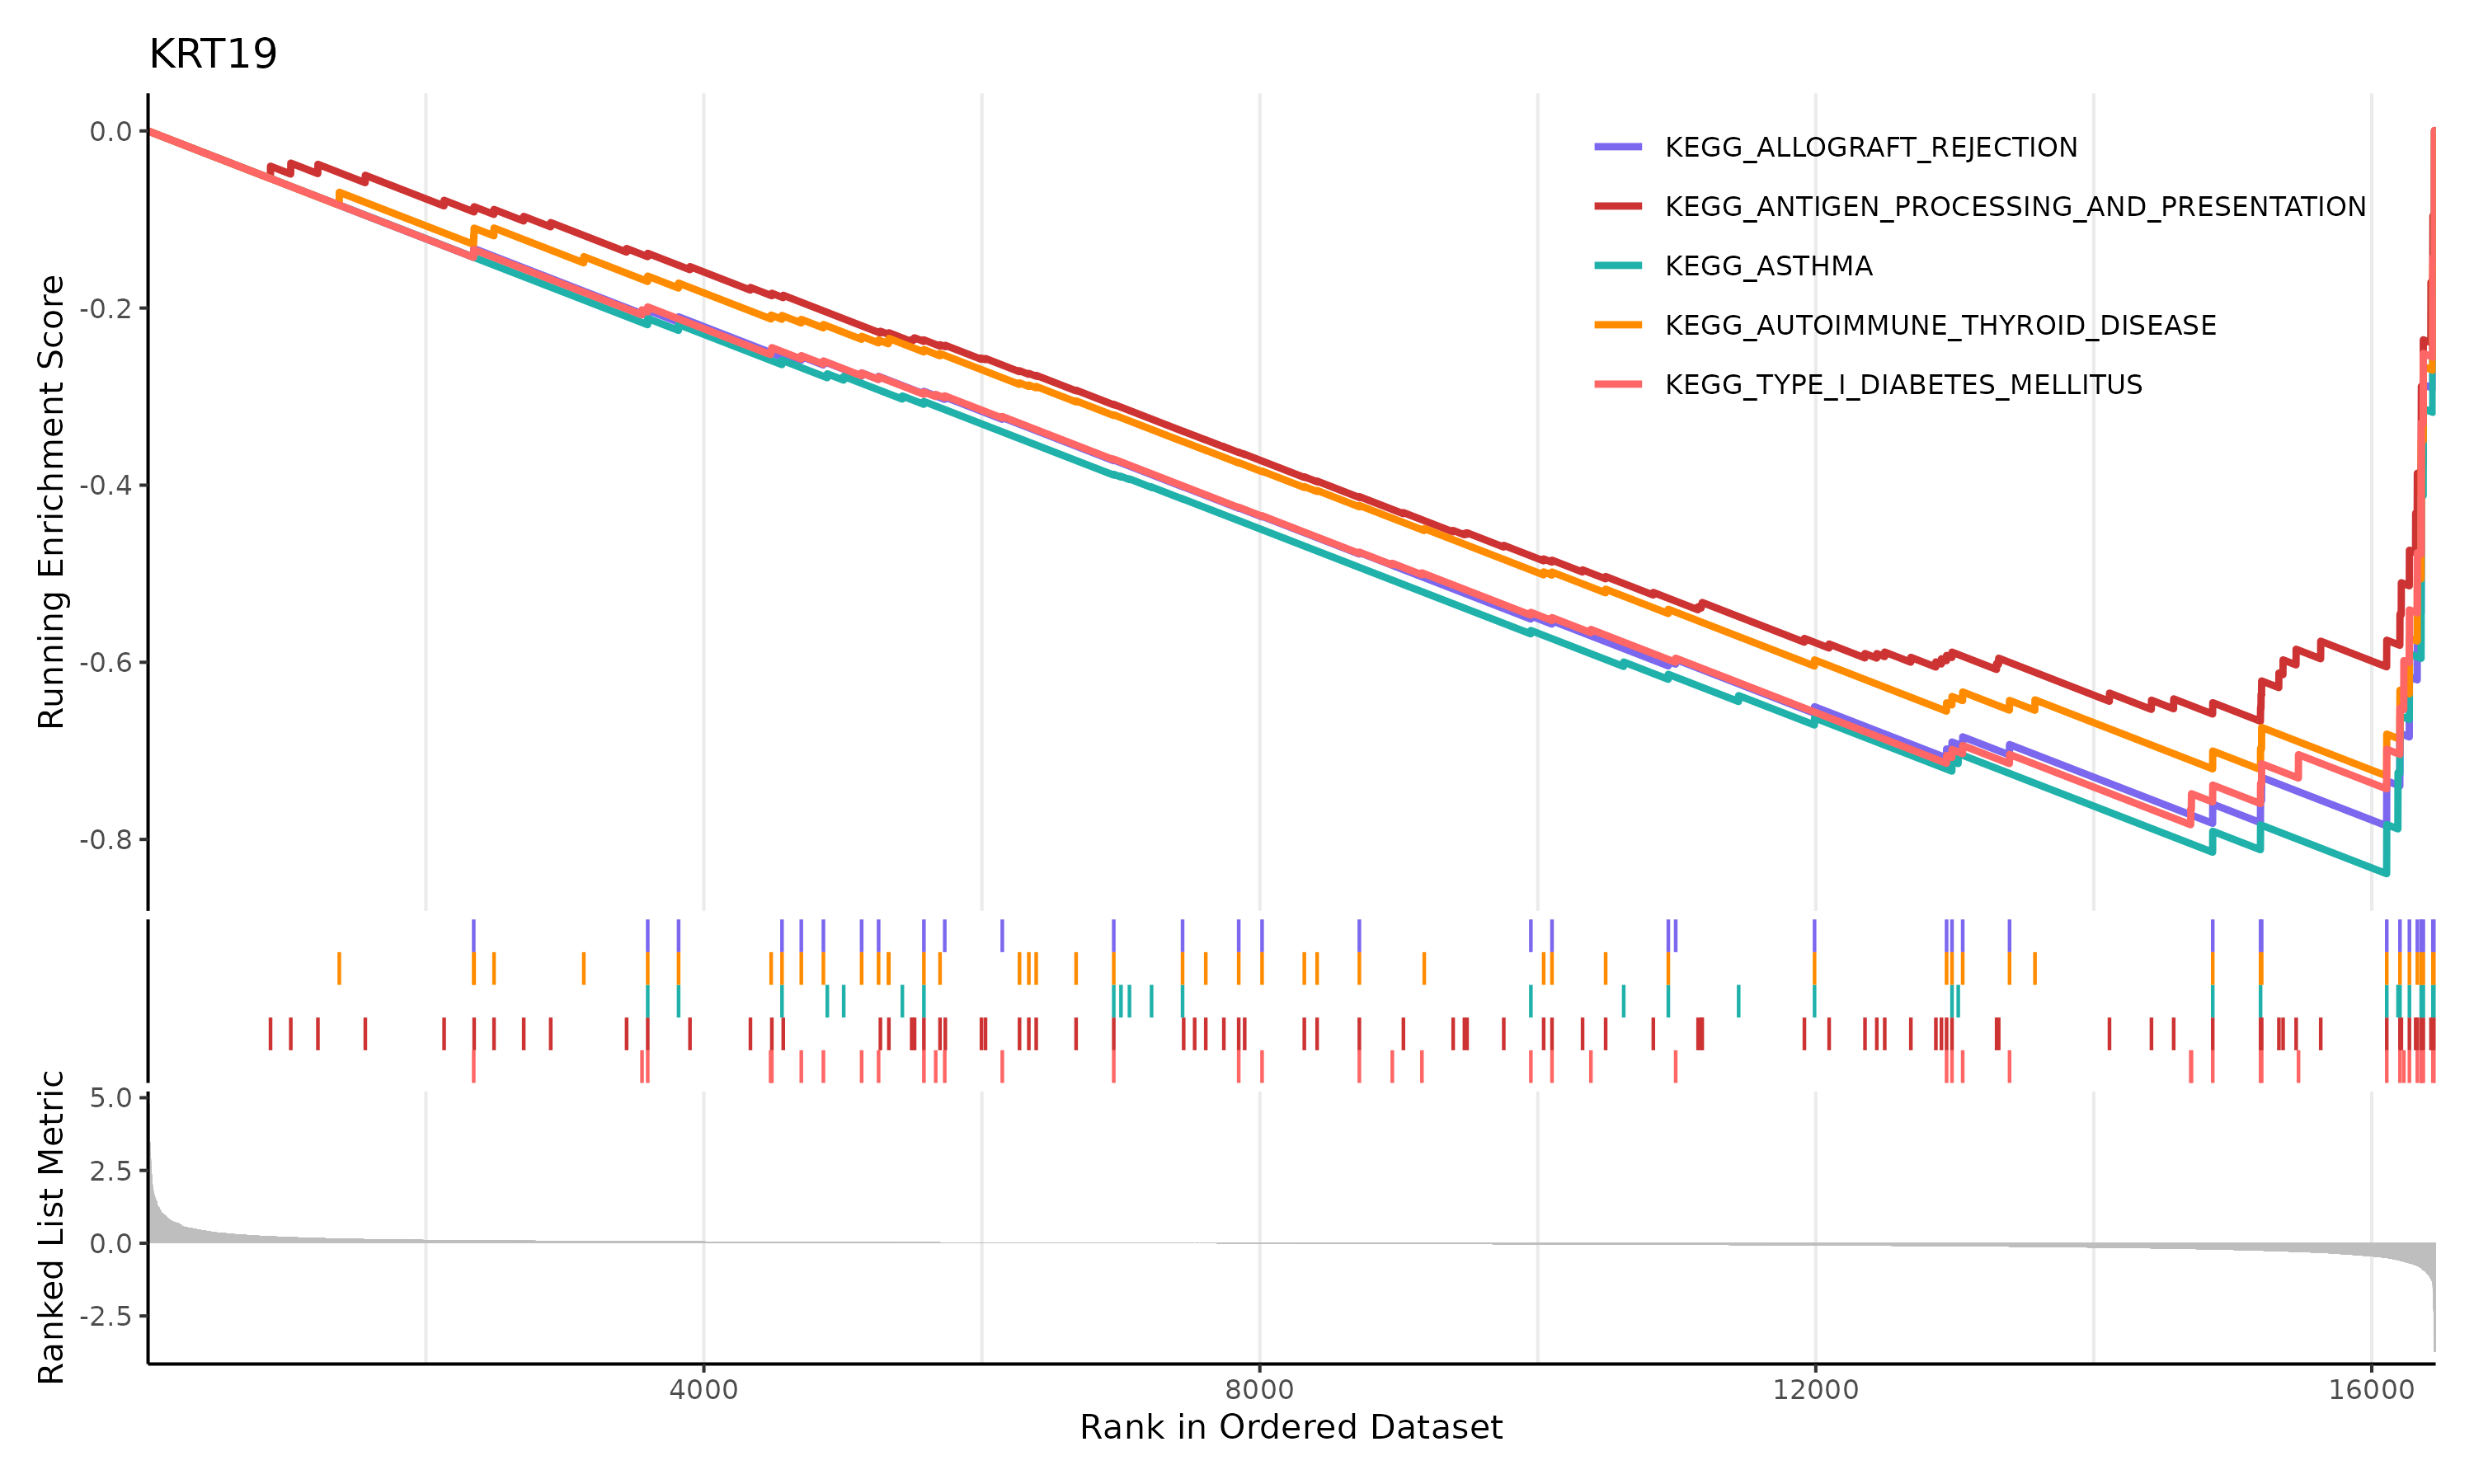 KRT19
Running Enrichment Score
0.0
-0.2
-0.4
-0.6
-0.8
KEGG_ALLOGRAFT_REJECTION
KEGG_ANTIGEN_PROCESSING_AND_PRESENTATION
KEGG_ASTHMA
KEGG_AUTOIMMUNE_THYROID_DISEASE
KEGG_TYPE_I_DIABETES_MELLITUS
Ranked List Metric
5.0
2.5
0.0
-2.5
4000
8000
12000
16000
Rank in Ordered Dataset